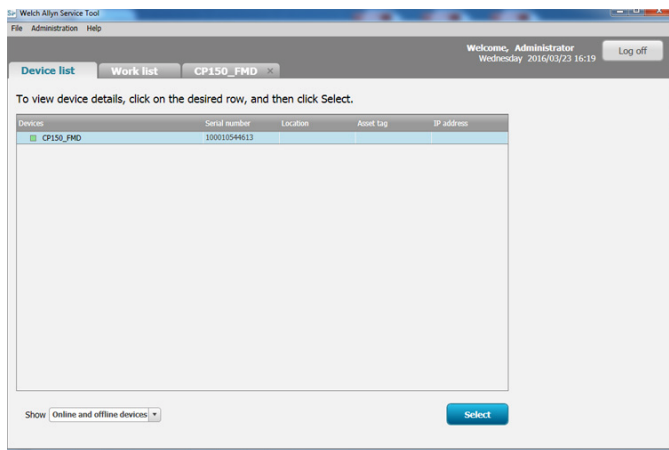 Welch Allyn Service Tool
File Administration Help
Welcome, Administrator
Wednesday 2016/03/23 16:19
Log off
Device list Work list CP150_FMD ×
To view device details, click on the desired row, and then click Select.
Devices Serial number Location Asset tag IP address
CP150_FMD 100010544613
Show Online and offline devices
Select